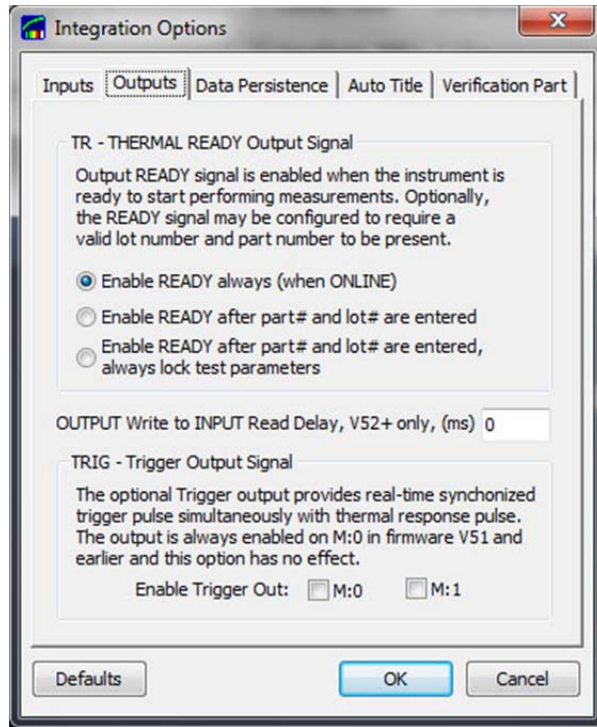 Integration Options
Inputs Outputs Data Persistence Auto Title Verification Part
TR - THERMAL READY Output Signal
Output READY signal is enabled when the instrument is
ready to start performing measurements. Optionally,
the READY signal may be configured to require a
valid lot number and part number to be present.
Enable READY always (when ONLINE)
Enable READY after part# and lot# are entered
Enable READY after part# and lot# are entered,
always lock test parameters
OUTPUT Write to INPUT Read Delay, V52+ only, (ms) 0
TRIG - Trigger Output Signal
The optional Trigger output provides real-time synchonized
trigger pulse simultaneously with thermal response pulse.
The output is always enabled on M:0 in firmware V51 and
earlier and this option has no effect.
Enable Trigger Out: M:0 M:1
Defaults OK Cancel